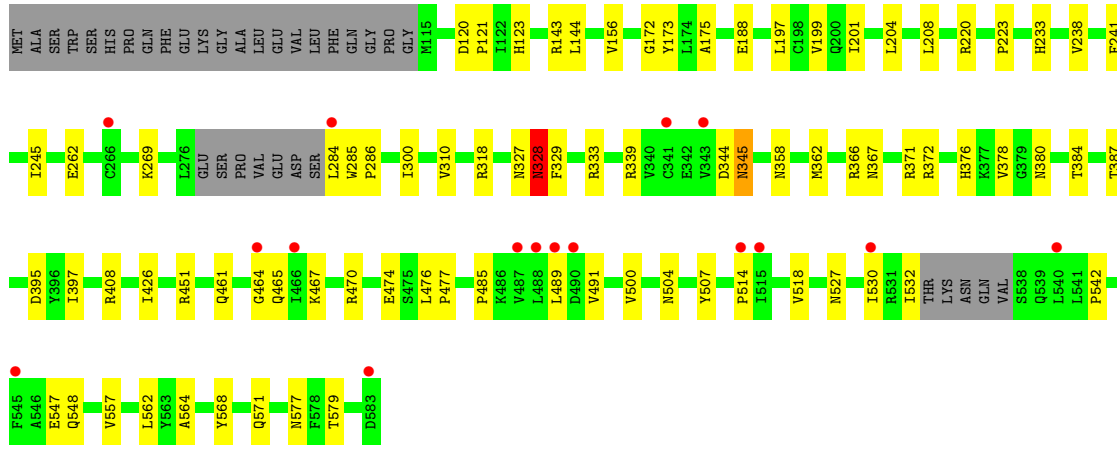 MET ALA SER TRP SER HIS PRO GLN PHE GLU LYS GLY ALA LEU GLU VAL LEU PHE GLN GLY PRO GLY M115 D120 P121 I122 H123 R143 L144 V156 G172 Y173 L174 A175 E188 L197 C198 V199 Q200 I201 L204 L208 R220 P223 H233 V238 E241
I245 E262 C266 K269 L276 GLU SER PRO VAL GLU ASP SER L284 W285 P286 I300 V310 R318 N327 N328 F329 R333 R339 V340 C341 E342 V343 D344 N345 N358 M362 R366 N367 R371 R372 H376 K377 V378 G379 N380 T384 T387
D395 Y396 I397 R408 I426 R451 Q461 G464 Q465 I466 K467 R470 E474 S475 L476 P477 P485 K486 V487 L488 L489 D490 V491 V500 N504 Y507 P514 I515 V518 N527 I530 R531 I532 THR LYS ASN GLN VAL S538 Q539 L540 L541 P542
F545 A546 E547 Q548 V557 L562 Y563 A564 Y568 Q571 N577 F578 T579 D583